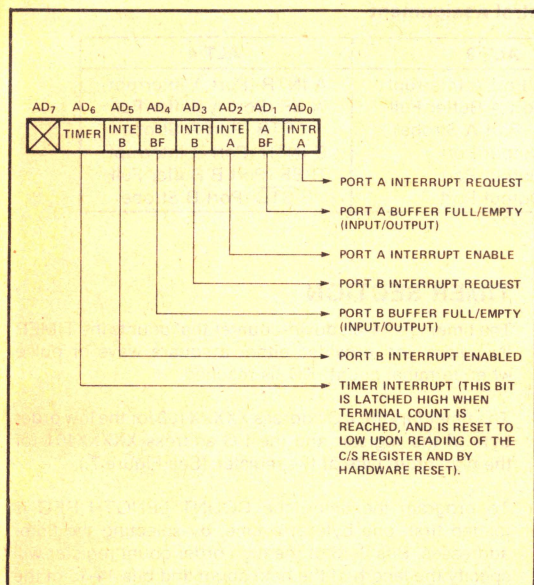 AD7 AD6 AD5 AD4 AD3 AD2 AD1 AD0
TIMER INTE B B BF INTR B INTE A A BF INTR A
PORT A INTERRUPT REQUEST
PORT A BUFFER FULL/EMPTY
(INPUT/OUTPUT)
PORT A INTERRUPT ENABLE
PORT B INTERRUPT REQUEST
PORT B BUFFER FULL/EMPTY
(INPUT/OUTPUT)
PORT B INTERRUPT ENABLED
TIMER INTERRUPT (THIS BIT
IS LATCHED HIGH WHEN
TERMINAL COUNT IS
REACHED, AND IS RESET TO
LOW UPON READING OF THE
C/S REGISTER AND BY
HARDWARE RESET).